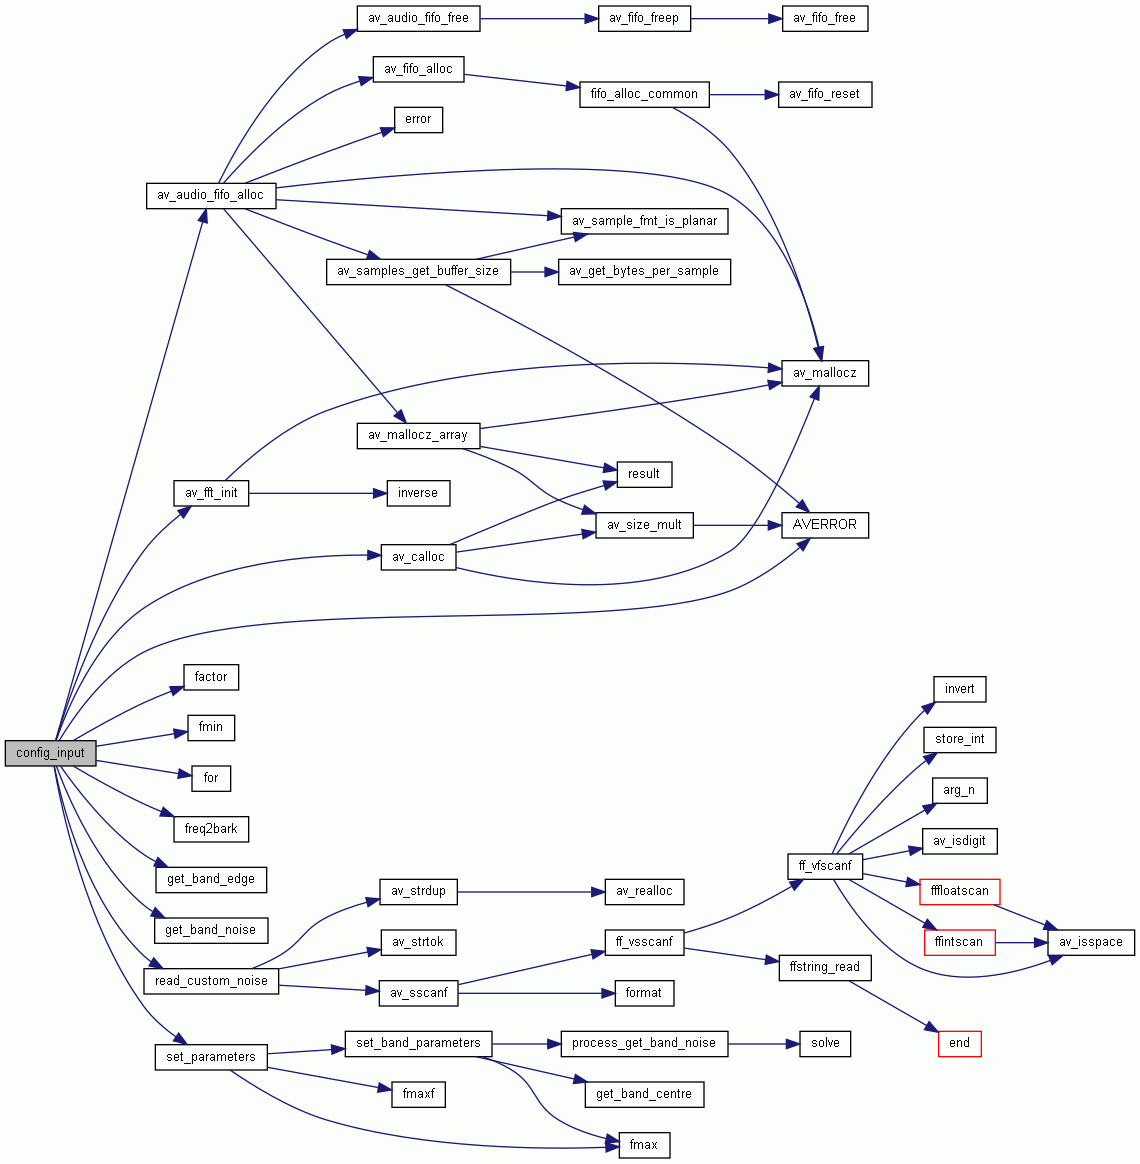 av_audio_fifo_free
av_fifo_freep
av_fifo_free
av_fifo_alloc
fifo_alloc_common
av_fifo_reset
error
av_audio_fifo_alloc
av_sample_fmt_is_planar
av_samples_get_buffer_size
av_get_bytes_per_sample
av_mallocz
av_mallocz_array
result
av_fft_init
inverse
av_size_mult
AVERROR
av_calloc
factor
invert
fmin
store_int
config_input
for
arg_n
freq2bark
av_isdigit
ff_vfscanf
get_band_edge
av_strdup
av_realloc
fffloatscan
get_band_noise
av_strtok
ff_vsscanf
ffintscan
av_isspace
read_custom_noise
ffstring_read
av_sscanf
format
set_parameters
set_band_parameters
process_get_band_noise
solve
end
fmaxf
get_band_centre
fmax